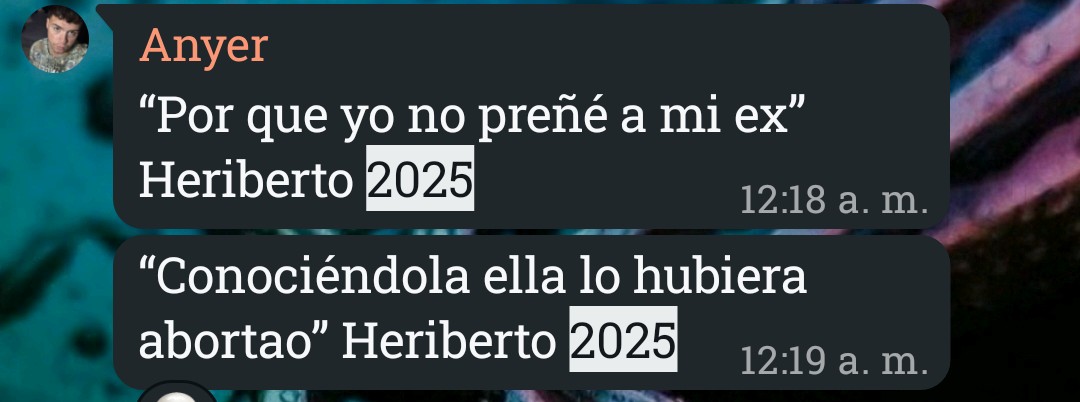 Anyer
“Por que yo no preñé a mi ex”
Heriberto 2025
12:18 a. m.
“Conociéndola ella lo hubiera
abortao” Heriberto 2025
12:19 a. m.